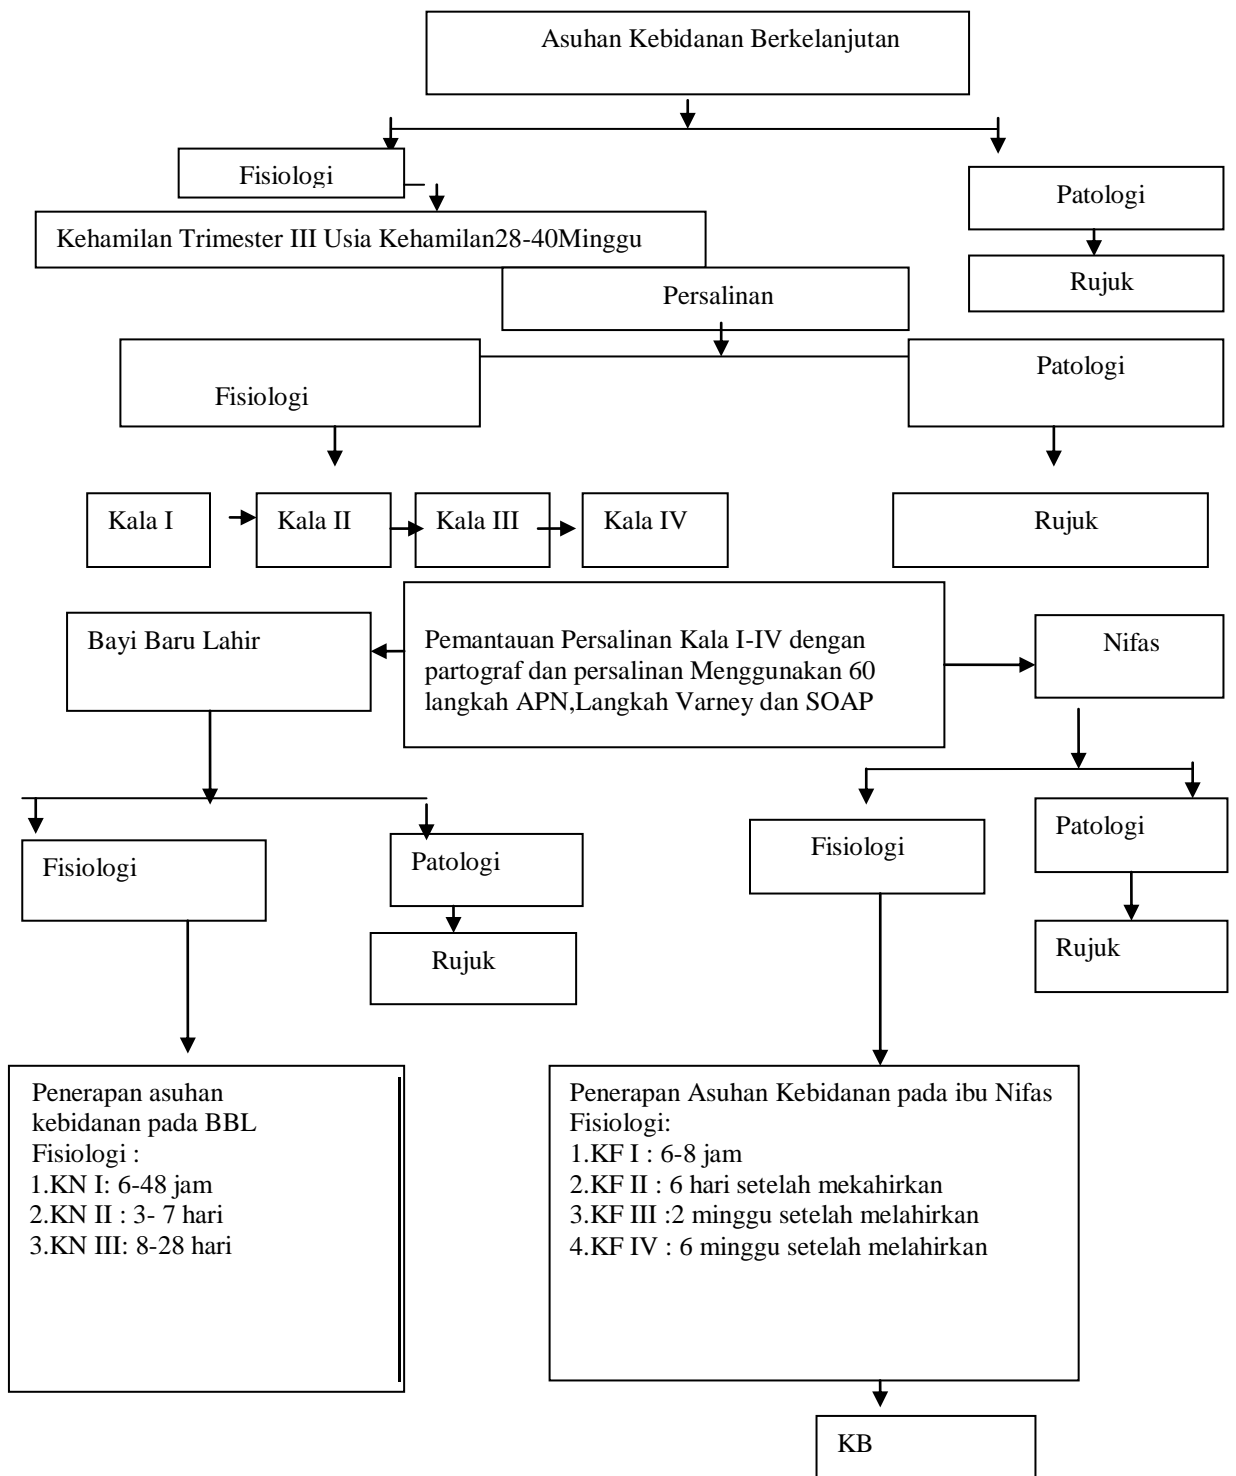 Asuhan Kebidanan Berkelanjutan
Fisiologi
Patologi
Kehamilan Trimester III Usia Kehamilan28-40Minggu
Rujuk
Persalinan
Fisiologi
Patologi
Kala I
Kala II
Kala III
Kala IV
Rujuk
Bayi Baru Lahir
Pemantauan Persalinan Kala I-IV dengan
partograf dan persalinan Menggunakan 60
langkah APN,Langkah Varney dan SOAP
Nifas
Fisiologi
Patologi
Rujuk
Fisiologi
Patologi
Rujuk
Penerapan asuhan
kebidanan pada BBL
Fisiologi :
1.KN I: 6-48 jam
2.KN II : 3- 7 hari
3.KN III: 8-28 hari
Penerapan Asuhan Kebidanan pada ibu Nifas
Fisiologi:
1.KF I : 6-8 jam
2.KF II : 6 hari setelah mekahirkan
3.KF III :2 minggu setelah melahirkan
4.KF IV : 6 minggu setelah melahirkan
KB